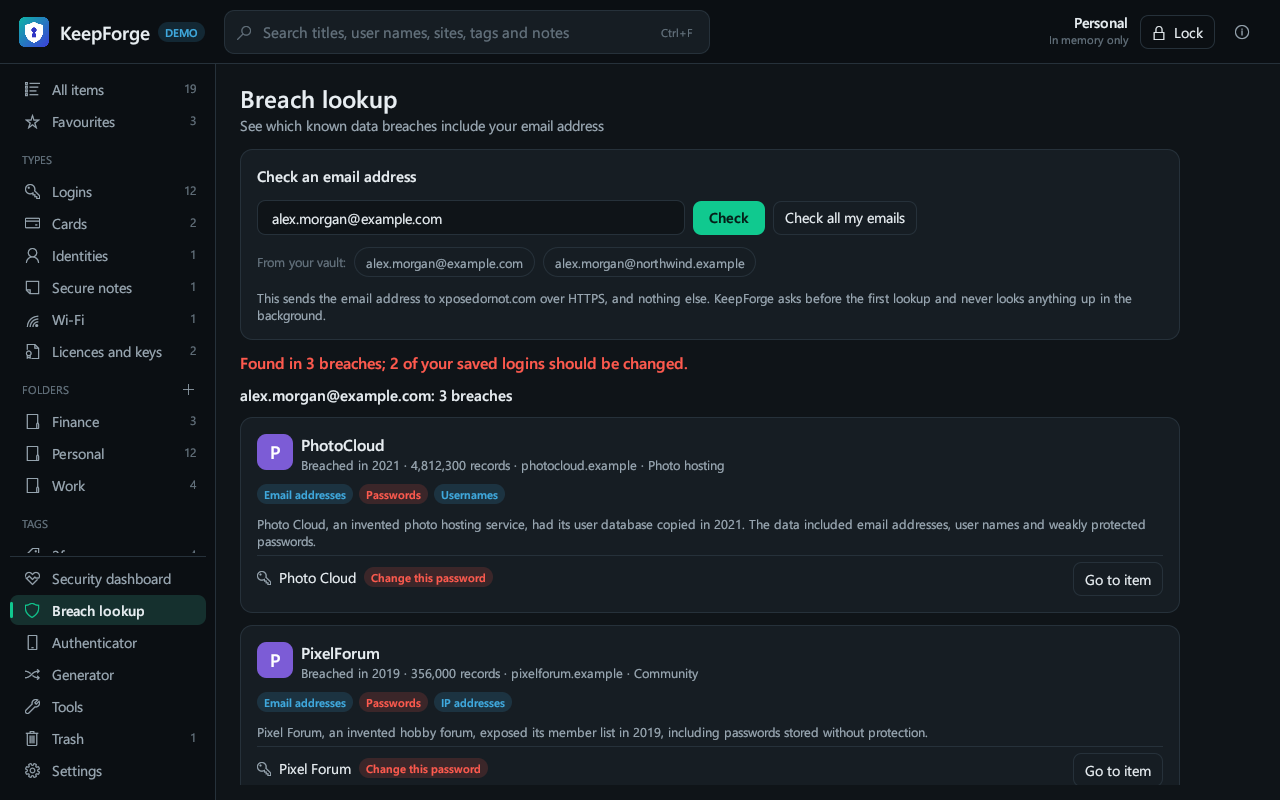 KeepForge DEMO
Search titles, user names, sites, tags and notes Ctrl+F
Personal
In memory only
Lock
All items 19
Favourites 3
TYPES
Logins 12
Cards 2
Identities 1
Secure notes 1
Wi-Fi 1
Licences and keys 2
FOLDERS
Finance 3
Personal 12
Work 4
TAGS
Security dashboard
Breach lookup
Authenticator
Generator
Tools
Trash 1
Settings
Breach lookup
See which known data breaches include your email address
Check an email address
alex.morgan@example.com Check Check all my emails
From your vault: alex.morgan@example.com alex.morgan@northwind.example
This sends the email address to xposedornot.com over HTTPS, and nothing else. KeepForge asks before the first lookup and never looks anything up in the
background.
Found in 3 breaches; 2 of your saved logins should be changed.
alex.morgan@example.com: 3 breaches
P PhotoCloud
Breached in 2021 · 4,812,300 records · photocloud.example · Photo hosting
Email addresses Passwords Usernames
Photo Cloud, an invented photo hosting service, had its user database copied in 2021. The data included email addresses, user names and weakly protected
passwords.
Photo Cloud Change this password Go to item
P PixelForum
Breached in 2019 · 356,000 records · pixelforum.example · Community
Email addresses Passwords IP addresses
Pixel Forum, an invented hobby forum, exposed its member list in 2019, including passwords stored without protection.
Pixel Forum Change this password Go to item